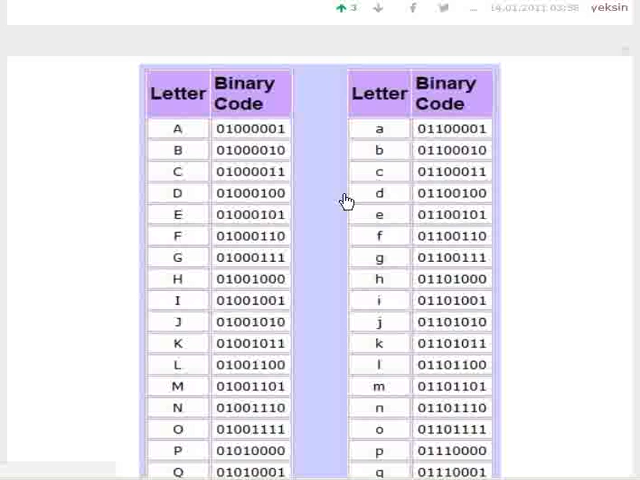 3 ... 14.01.2011 03:58 yeksin
Letter Binary Code Letter Binary Code
A 01000001 a 01100001
B 01000010 b 01100010
C 01000011 c 01100011
D 01000100 d 01100100
E 01000101 e 01100101
F 01000110 f 01100110
G 01000111 g 01100111
H 01001000 h 01101000
I 01001001 i 01101001
J 01001010 j 01101010
K 01001011 k 01101011
L 01001100 l 01101100
M 01001101 m 01101101
N 01001110 n 01101110
O 01001111 o 01101111
P 01010000 p 01110000
Q 01010001 q 01110001